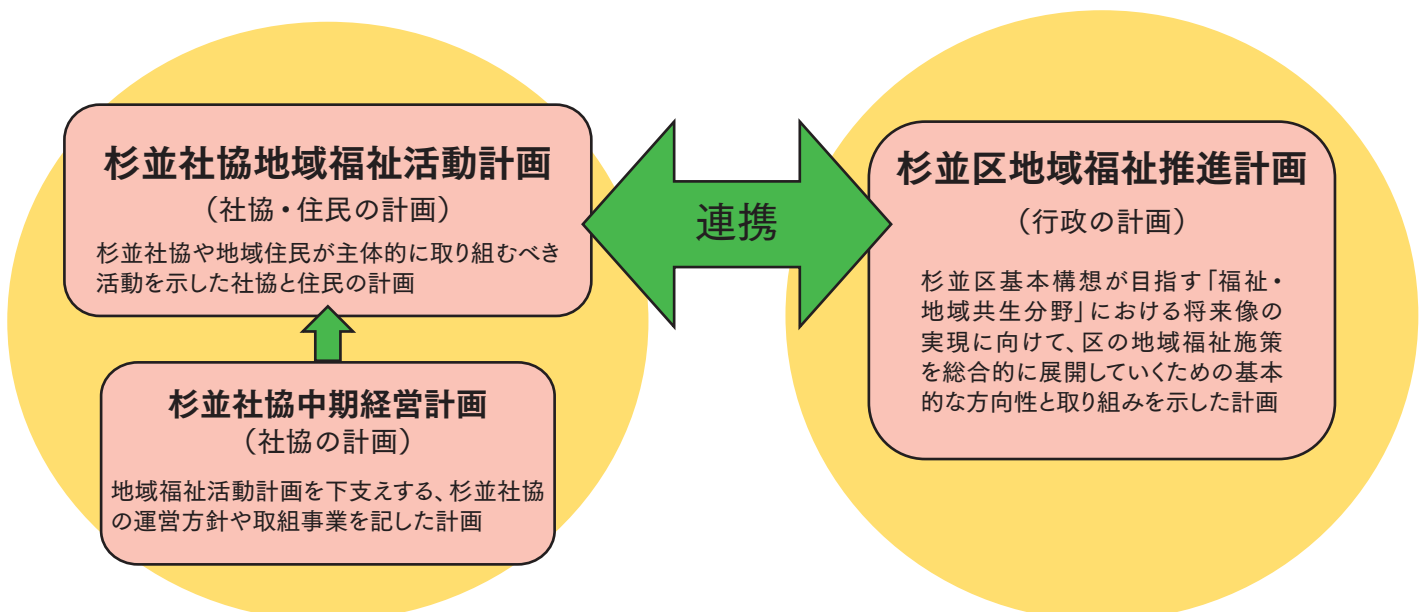 杉並社協地域福祉活動計画
（社協・住民の計画）
杉並社協や地域住民が主体的に取り組むべき
活動を示した社協と住民の計画
杉並社協中期経営計画
（社協の計画）
地域福祉活動計画を下支えする、杉並社協
の運営方針や取組事業を記した計画
連携
杉並区地域福祉推進計画
（行政の計画）
杉並区基本構想が目指す「福祉・
地域共生分野」における将来像の
実現に向けて、区の地域福祉施策
を総合的に展開していくための基本
的な方向性と取り組みを示した計画